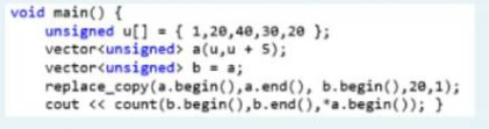 void main() {
unsigned u[] = { 1,20,40,30,20 };
vector<unsigned> a(u,u + 5);
vector<unsigned> b = a;
replace_copy(a.begin(),a.end(), b.begin(),20,1);
cout << count(b.begin(),b.end(),*a.begin()); }